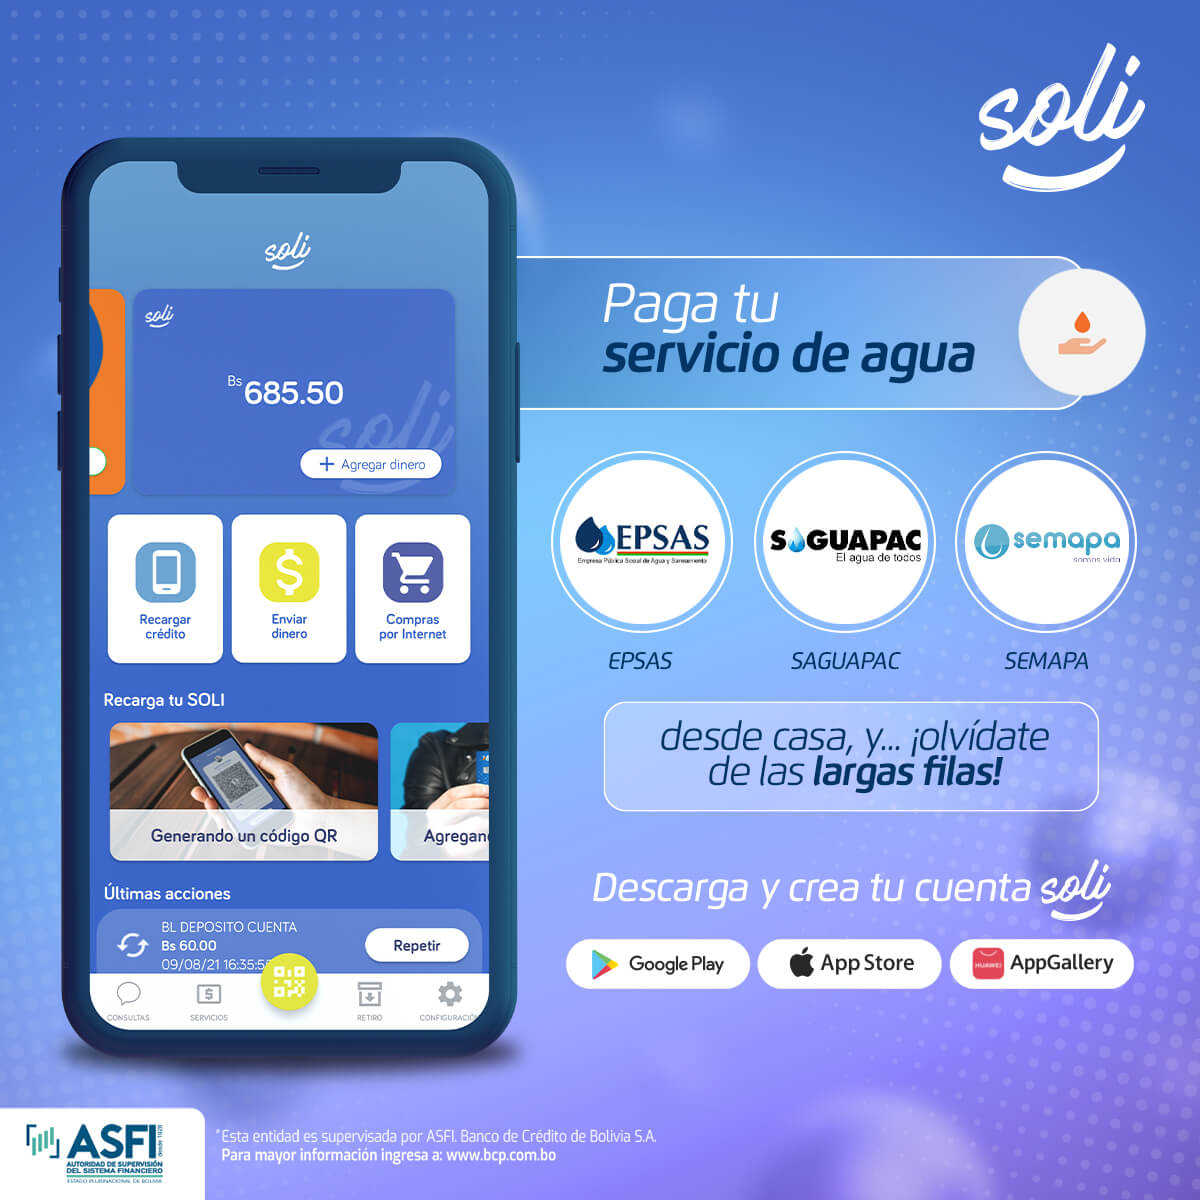 soli
soli
soli
Bs 685.50
soli
+ Agregar dinero
Recargar
crédito
Enviar
dinero
Compras
por Internet
Recarga tu SOLI
Generando un código QR
Agregan
Últimas acciones
BL DEPOSITO CUENTA
Bs 60.00
09/08/21 16:35:5
Repetir
CONSULTAS
SERVICIOS
RETIRO
CONFIGURACIÓN
Paga tu
servicio de agua
EPSAS
Empresa Pública Social de Agua y Saneamiento
SAGUAPAC
El agua de todos
semapa
somos vida
EPSAS
SAGUAPAC
SEMAPA
desde casa, y... ¡olvídate
de las largas filas!
Descarga y crea tu cuenta soli
Google Play
App Store
HUAWEI
AppGallery
ASFI
desde 1928
AUTORIDAD DE SUPERVISIÓN
DEL SISTEMA FINANCIERO
ESTADO PLURINACIONAL DE BOLIVIA
*Esta entidad es supervisada por ASFI. Banco de Crédito de Bolivia S.A.
Para mayor información ingresa a: www.bcp.com.bo